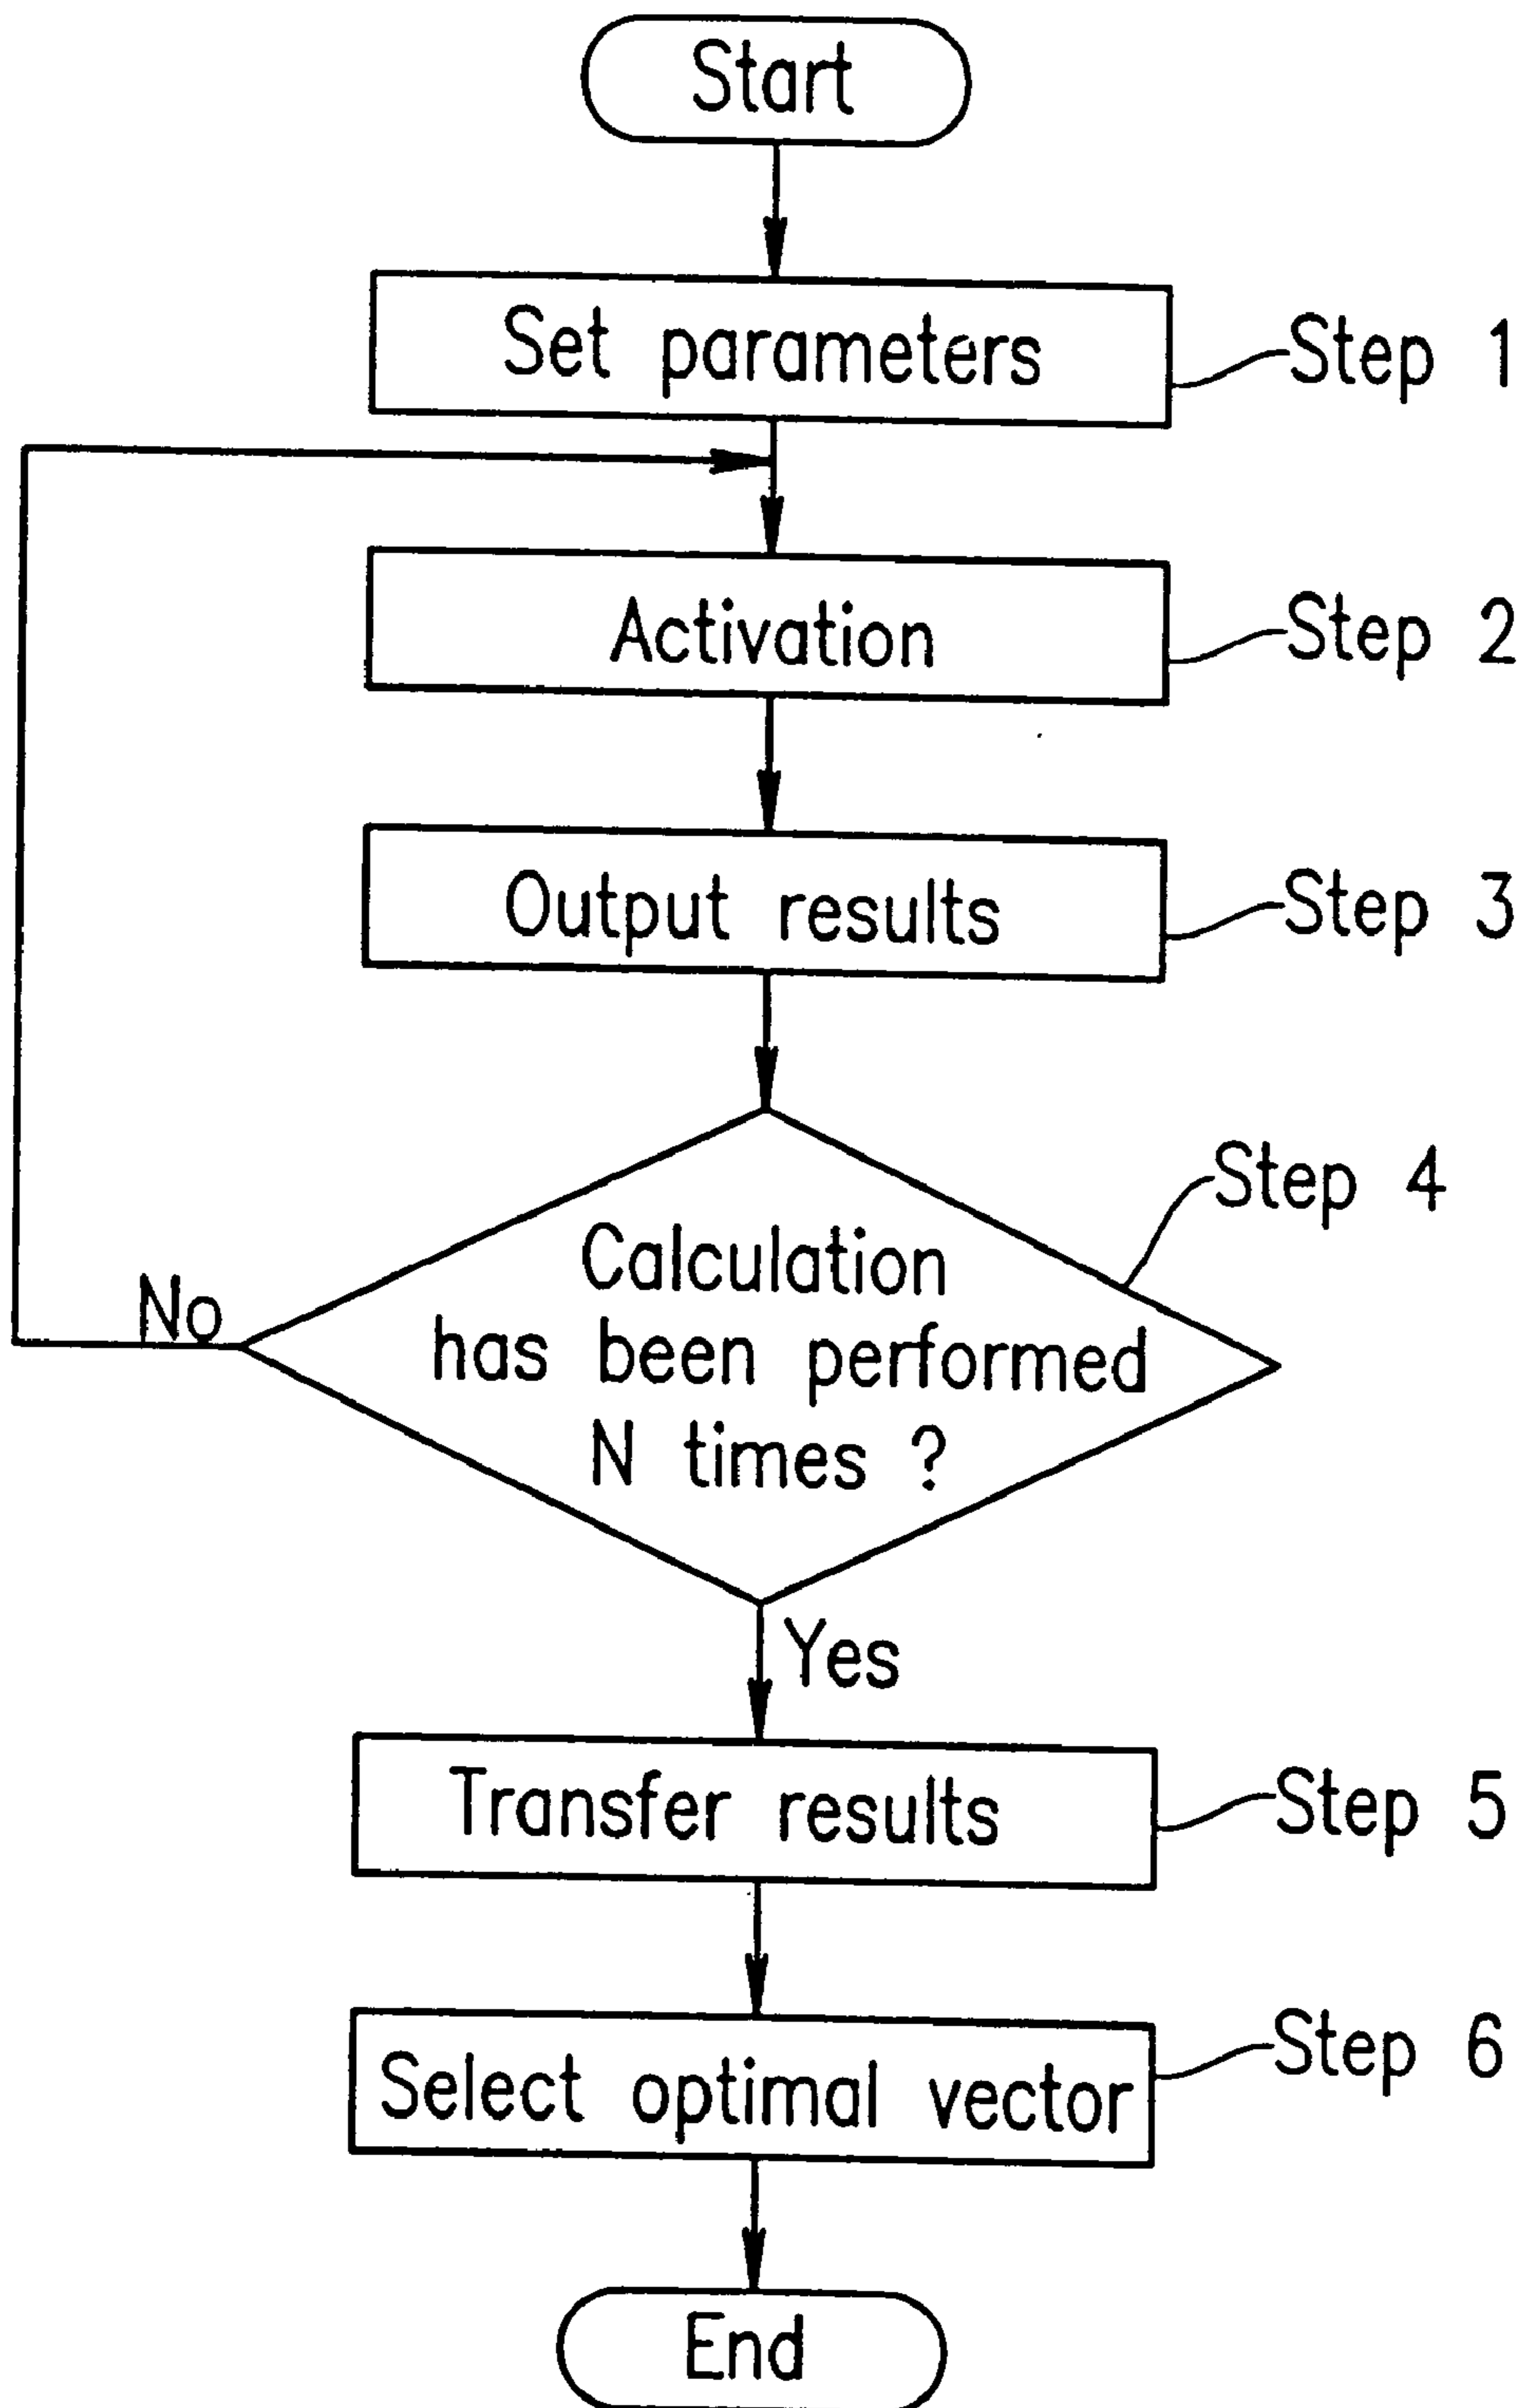 Start
Set parameters
Step 1
Activation
Step 2
Output results
Step 3
Step 4
Calculation
has been performed
N times ?
No
Yes
Transfer results
Step 5
Select optimal vector
Step 6
End